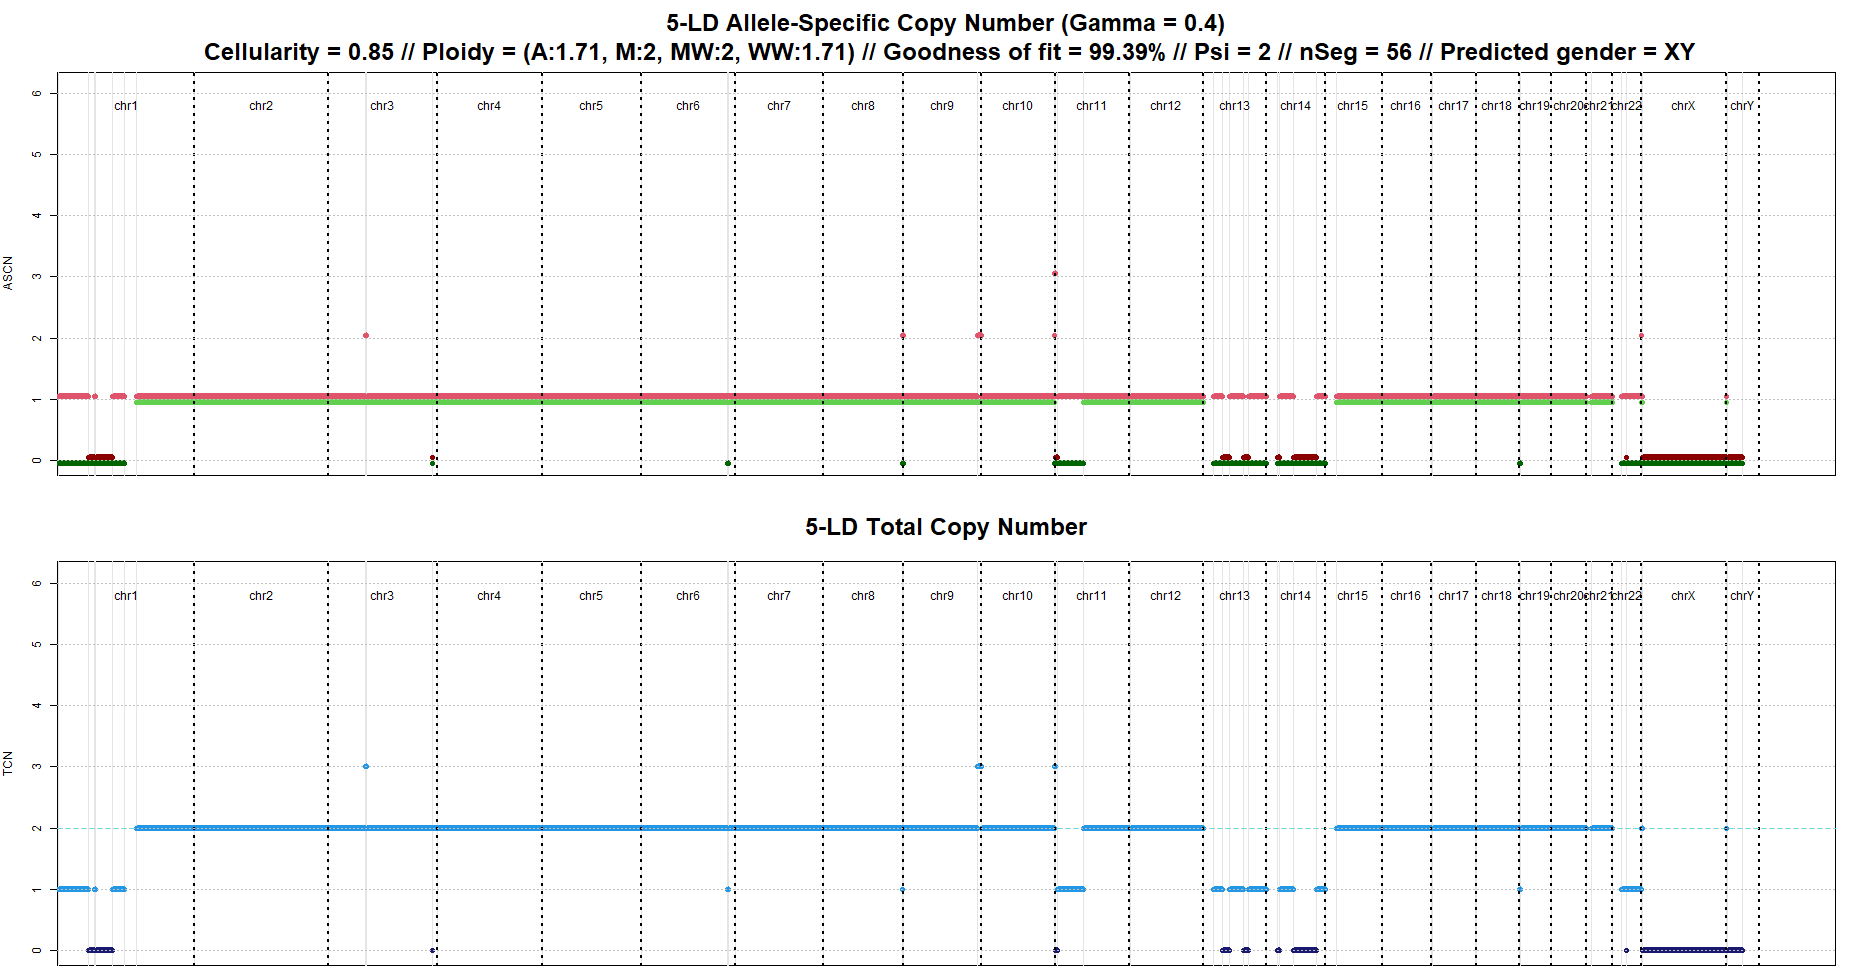 5-LD Allele-Specific Copy Number (Gamma = 0.4)
Cellularity = 0.85 // Ploidy = (A:1.71, M:2, MW:2, WW:1.71) // Goodness of fit = 99.39% // Psi = 2 // nSeg = 56 // Predicted gender = XY
chr1 chr2 chr3 chr4 chr5 chr6 chr7 chr8 chr9 chr10 chr11 chr12 chr13 chr14 chr15 chr16 chr17 chr18 chr19 chr20 chr21 chr22 chrX chrY
6
5
4
3
2
1
0
ASCN
5-LD Total Copy Number
chr1 chr2 chr3 chr4 chr5 chr6 chr7 chr8 chr9 chr10 chr11 chr12 chr13 chr14 chr15 chr16 chr17 chr18 chr19 chr20 chr21 chr22 chrX chrY
6
5
4
3
2
1
0
TCN